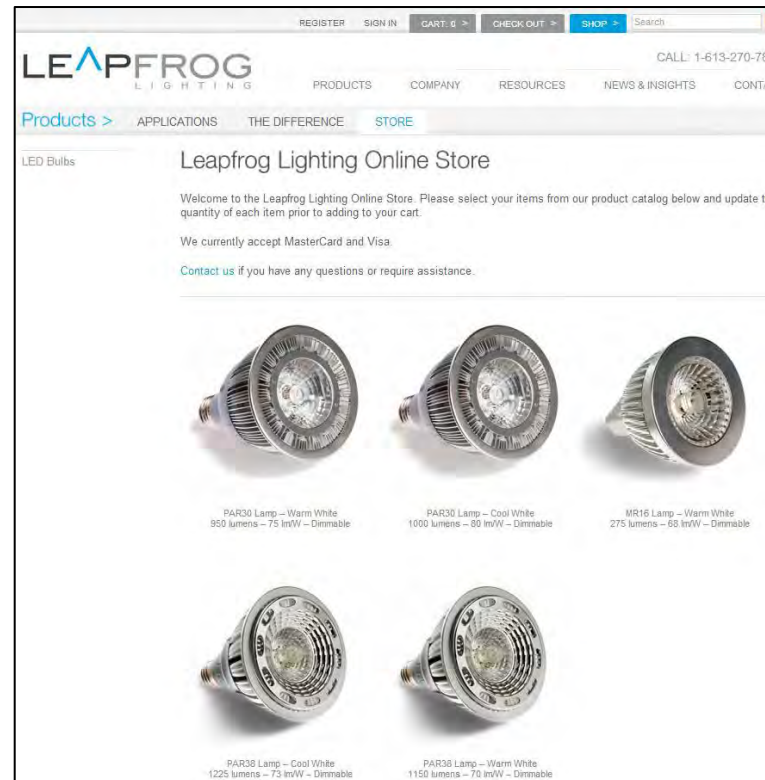 REGISTER SIGN IN CART: 0 > CHECK OUT > SHOP > Search
LEAPFROG
LIGHTING
CALL: 1-613-270-78
PRODUCTS COMPANY RESOURCES NEWS & INSIGHTS CONTA
Products > APPLICATIONS THE DIFFERENCE STORE
LED Bulbs
Leapfrog Lighting Online Store
Welcome to the Leapfrog Lighting Online Store. Please select your items from our product catalog below and update t
quantity of each item prior to adding to your cart.
We currently accept MasterCard and Visa.
Contact us if you have any questions or require assistance.
PAR30 Lamp – Warm White PAR30 Lamp – Cool White MR16 Lamp – Warm White
950 lumens – 75 lm/W – Dimmable 1000 lumens – 80 lm/W – Dimmable 275 lumens – 68 lm/W – Dimmable
PAR38 Lamp – Cool White PAR38 Lamp – Warm White
1225 lumens – 73 lm/W – Dimmable 1150 lumens – 70 lm/W – Dimmable